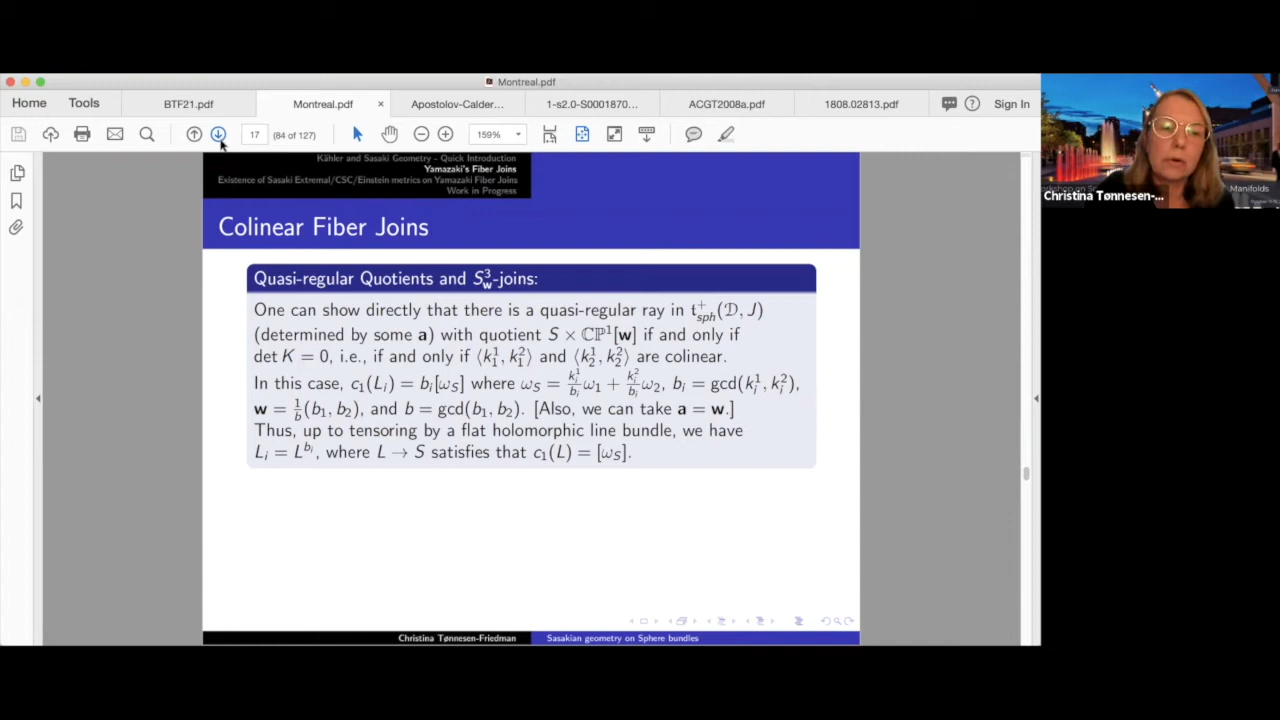 Montreal.pdf
Home Tools BTF21.pdf Montreal.pdf × Apostolov-Calder... 1-s2.0-S0001870... ACGT2008a.pdf 1808.02813.pdf Sign In
17 (84 of 127) 159%
Kähler and Sasaki Geometry - Quick Introduction
Yamazaki's Fiber Joins
Existence of Sasaki Extremal/CSC/Einstein metrics on Yamazaki Fiber Joins
Work in Progress
Colinear Fiber Joins
Quasi-regular Quotients and S³_w-joins:
One can show directly that there is a quasi-regular ray in t⁺_sph(𝒟, J)
(determined by some a) with quotient S × ℂℙ¹[w] if and only if
det K = 0, i.e., if and only if ⟨k₁¹, k₁²⟩ and ⟨k₂¹, k₂²⟩ are colinear.
In this case, c₁(Lᵢ) = bᵢ[ω_S] where ω_S = kᵢ¹/bᵢ ω₁ + kᵢ²/bᵢ ω₂, bᵢ = gcd(kᵢ¹, kᵢ²),
w = 1/b (b₁, b₂), and b = gcd(b₁, b₂). [Also, we can take a = w.]
Thus, up to tensoring by a flat holomorphic line bundle, we have
Lᵢ = L^{bᵢ}, where L → S satisfies that c₁(L) = [ω_S].
Christina Tønnesen-Friedman Sasakian geometry on Sphere bundles
Manifolds
Christina Tønnesen-...